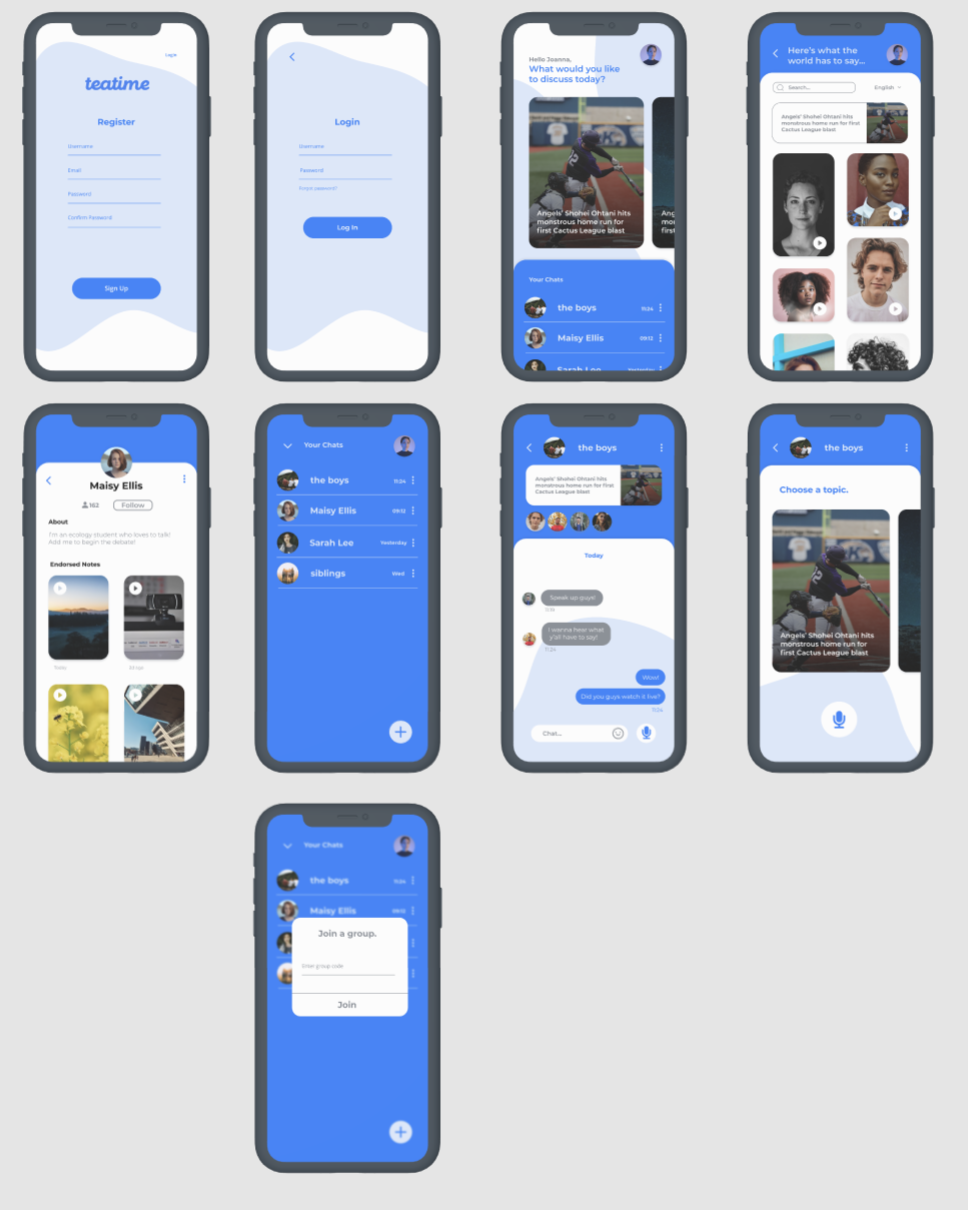 Login
teatime
Register
Username
Email
Password
Confirm Password
Sign Up
Login
Username
Password
Forgot password?
Log In
Hello Joanna,
What would you like
to discuss today?
Angels' Shohei Ohtani hits
monstrous home run for
first Cactus League blast
Your Chats
the boys
11:24
Maisy Ellis
09:12
Sarah Lee
Yesterday
Here's what the
world has to say...
Search...
English
Angels' Shohei Ohtani hits
monstrous home run for first
Cactus League blast
Maisy Ellis
162
Follow
About
I'm an ecology student who loves to talk!
Add me to begin the debate!
Endorsed Notes
Your Chats
the boys
11:24
Maisy Ellis
09:12
Sarah Lee
Yesterday
siblings
Wed
the boys
Angels' Shohei Ohtani hits
monstrous home run for first
Cactus League blast
Today
Speak up guys!
11:24
I wanna hear what
y'all have to say!
11:24
Wow!
Did you guys watch it live?
11:24
Chat...
the boys
Choose a topic.
Angels' Shohei Ohtani hits
monstrous home run for
first Cactus League blast
Your Chats
the boys
11:24
Maisy Ellis
09:12
Join a group.
Enter group code
Join